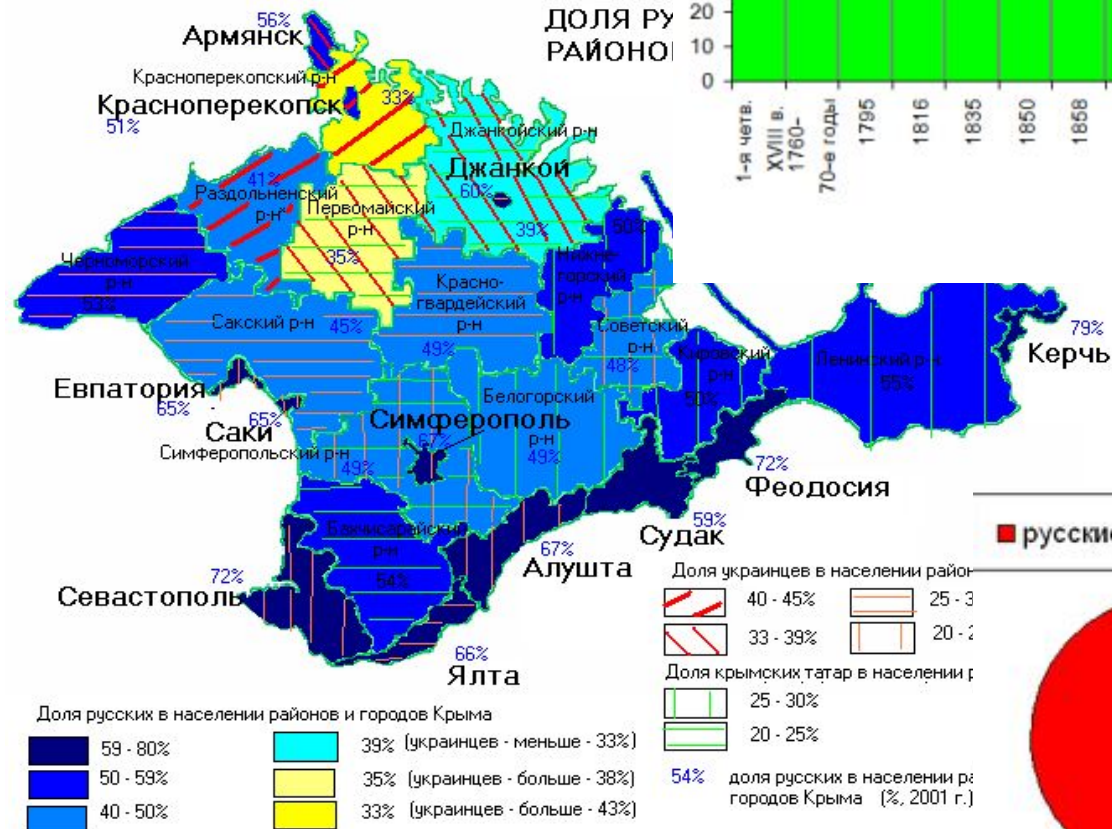 ДОЛЯ РУ
РАЙОНО
20
10
0
1-я четв.
XVIII в.
1760-
70-е годы
1795
1816
1835
1850
1858
56%
Армянск
Красноперекопский р-н
Красноперекопск
51%
33%
Джанкойский р-н
Джанкой
60%
39%
41%
Раздольненский
р-н
Первомайский
р-н
35%
50%
Нижне-
горский
р-н
Черноморский
р-н
53%
Красно-
гвардейский
р-н
49%
Сакский р-н
45%
Советский
р-н
48%
Кировский
р-н
50%
Ленинский р-н
55%
79%
Керчь
Евпатория
65%
65%
Саки
Симферополь
67%
Белогорский
р-н
49%
Симферопольский р-н
49%
72%
Феодосия
59%
Судак
67%
Алушта
Бахчисарайский
р-н
54%
72%
Севастополь
66%
Ялта
русские
Доля украинцев в населении район
40 - 45%
25 - 3
33 - 39%
20 - 2
Доля крымских татар в населении р
25 - 30%
20 - 25%
54% доля русских в населении ра
городов Крыма (%, 2001 г.)
Доля русских в населении районов и городов Крыма
59 - 80%
39% (украинцев - меньше - 33%)
50 - 59%
35% (украинцев - больше - 38%)
40 - 50%
33% (украинцев - больше - 43%)